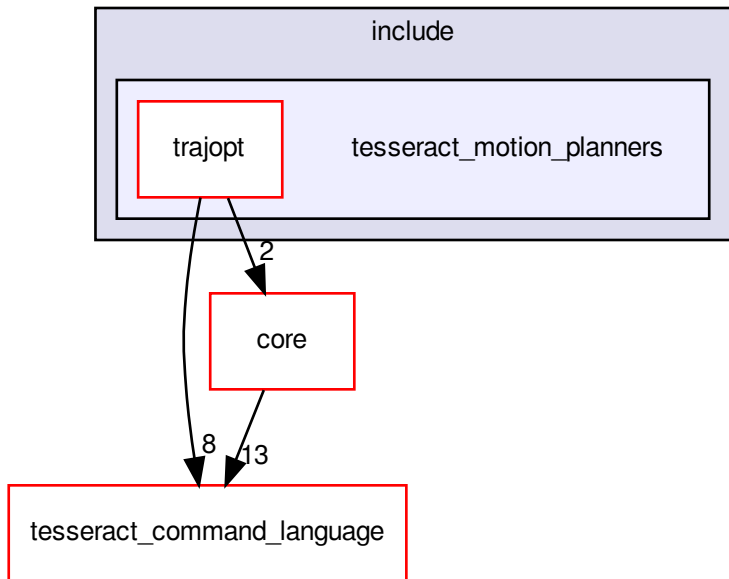 include
trajopt
tesseract_motion_planners
2
core
8
13
tesseract_command_language